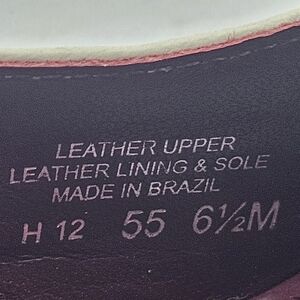 LEATHER UPPER
LEATHER LINING & SOLE
MADE IN BRAZIL
H 12 55 6½M